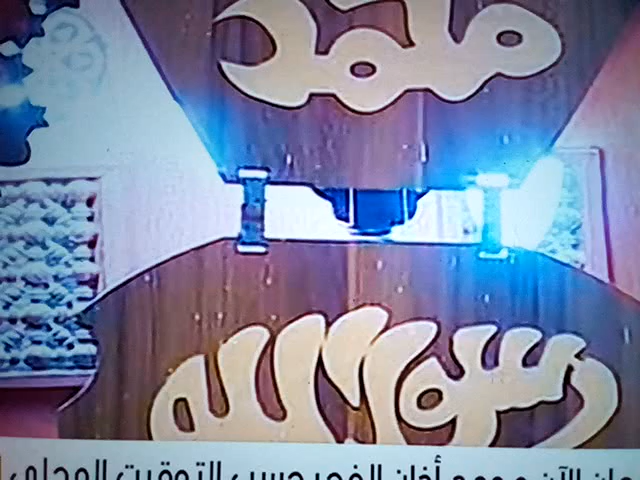 محمد
رسول الله
الآن و موعد أذان الفجر حسب التوقيت المحلي